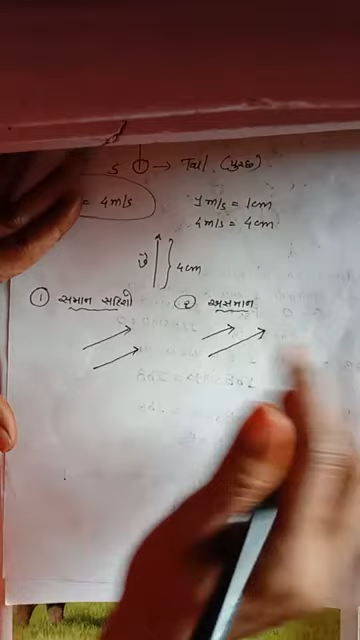 S → Tail. (પુચ્છ)
= 4 m/s
1 m/s = 1cm
4 m/s = 4cm
4cm
① સમાન સદિશો
② અસમાન